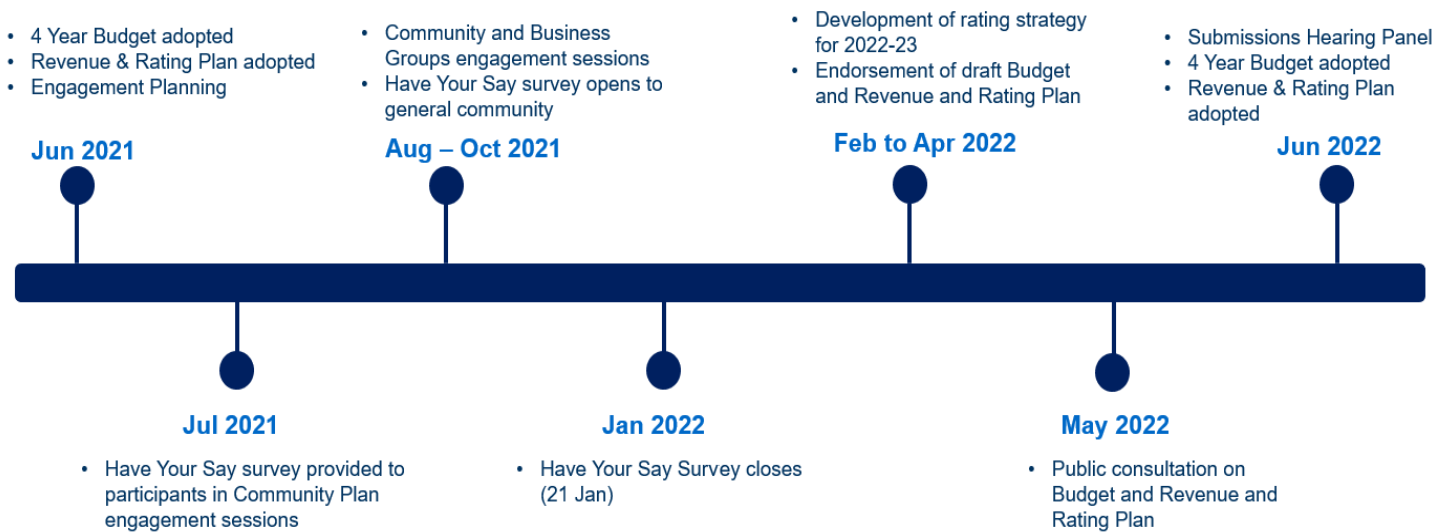 • 4 Year Budget adopted
• Revenue & Rating Plan adopted
• Engagement Planning
Jun 2021
• Community and Business
Groups engagement sessions
• Have Your Say survey opens to
general community
Aug – Oct 2021
• Development of rating strategy
for 2022-23
• Endorsement of draft Budget
and Revenue and Rating Plan
Feb to Apr 2022
• Submissions Hearing Panel
• 4 Year Budget adopted
• Revenue & Rating Plan
adopted
Jun 2022
Jul 2021
• Have Your Say survey provided to
participants in Community Plan
engagement sessions
Jan 2022
• Have Your Say Survey closes
(21 Jan)
May 2022
• Public consultation on
Budget and Revenue and
Rating Plan